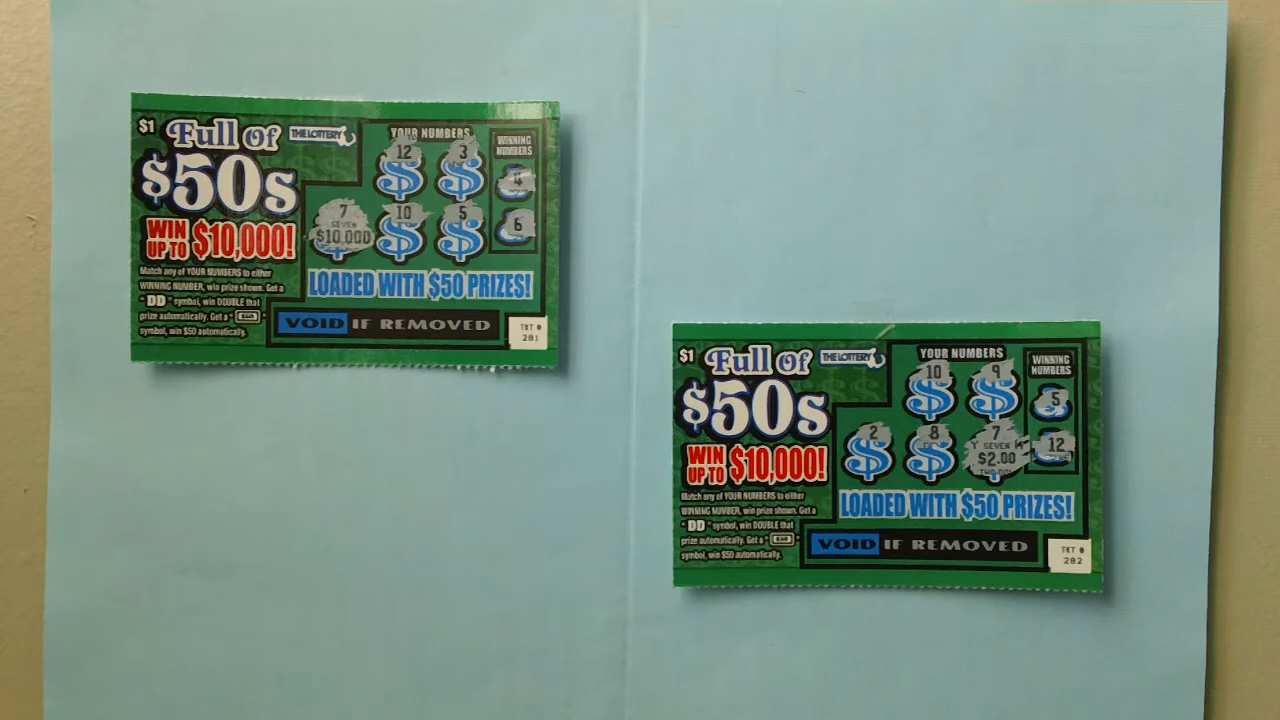 $1
Full of
$50s
WIN UP TO $10,000!
Match any of YOUR NUMBERS to either
WINNING NUMBER, win prize shown. Get a
"DD" symbol, win DOUBLE that
prize automatically. Get a "$50"
symbol, win $50 automatically.
THE LOTTERY
YOUR NUMBERS
12 3
7 10 5
SEVEN
$10,000
WINNING
NUMBERS
4
6
LOADED WITH $50 PRIZES!
VOID IF REMOVED
TKT #
281
$1
Full of
$50s
WIN UP TO $10,000!
Match any of YOUR NUMBERS to either
WINNING NUMBER, win prize shown. Get a
"DD" symbol, win DOUBLE that
prize automatically. Get a "$50"
symbol, win $50 automatically.
THE LOTTERY
YOUR NUMBERS
10 9
2 8 7
SEVEN
$2.00
WINNING
NUMBERS
5
12
LOADED WITH $50 PRIZES!
VOID IF REMOVED
TKT #
282